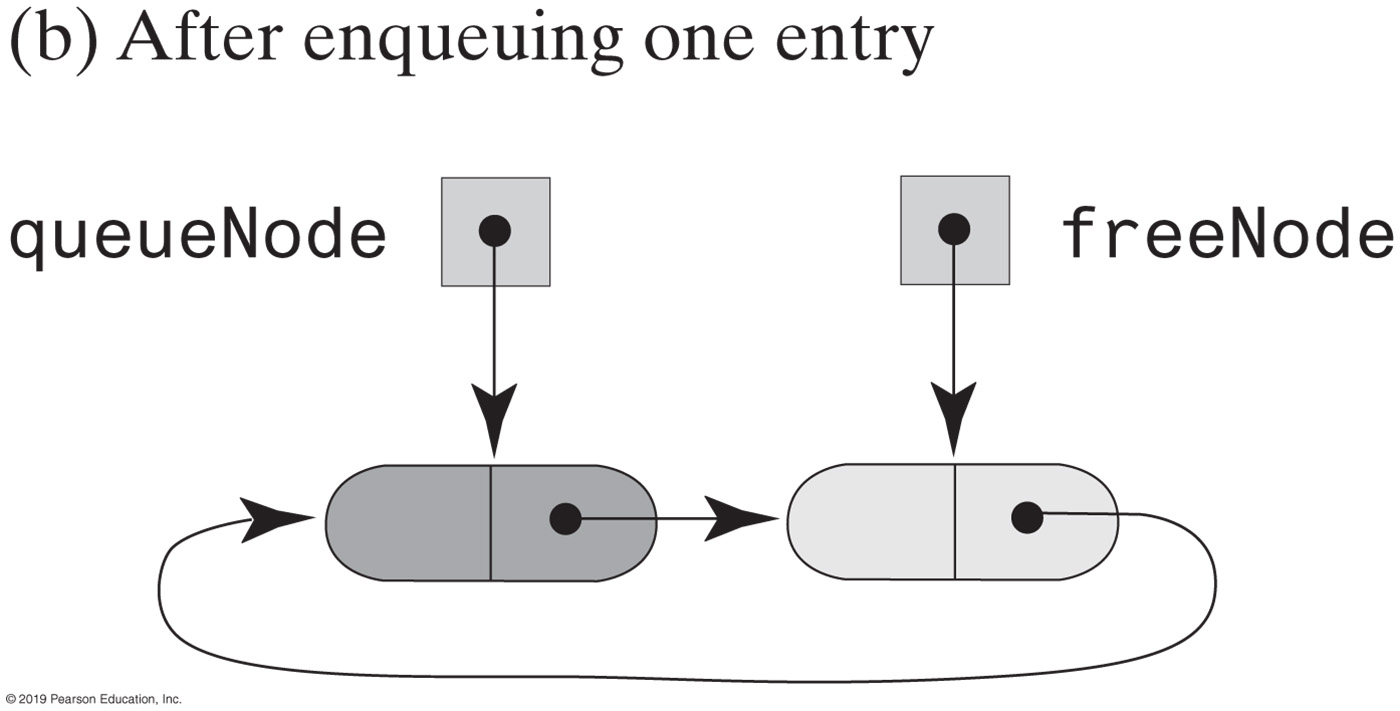 (b) After enqueuing one entry
queueNode
freeNode
© 2019 Pearson Education, Inc.